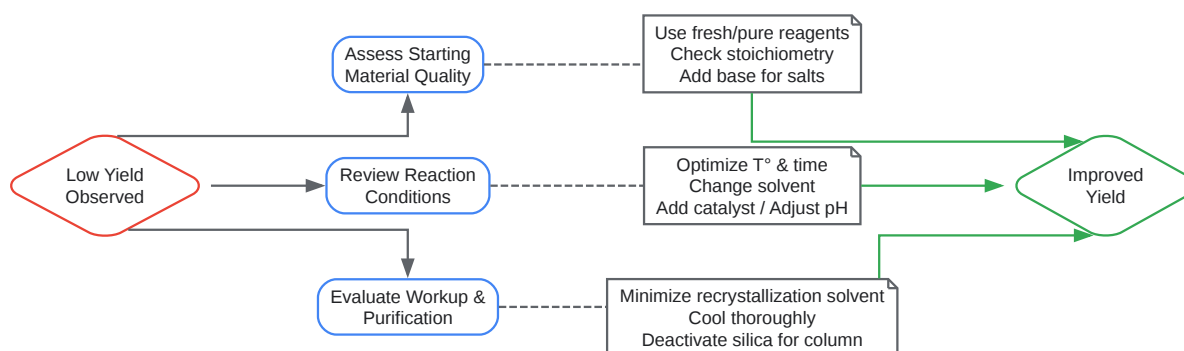 Low Yield
Observed
Assess Starting
Material Quality
Use fresh/pure reagents
Check stoichiometry
Add base for salts
Review Reaction
Conditions
Optimize T° & time
Change solvent
Add catalyst / Adjust pH
Evaluate Workup &
Purification
Minimize recrystallization solvent
Cool thoroughly
Deactivate silica for column
Improved
Yield